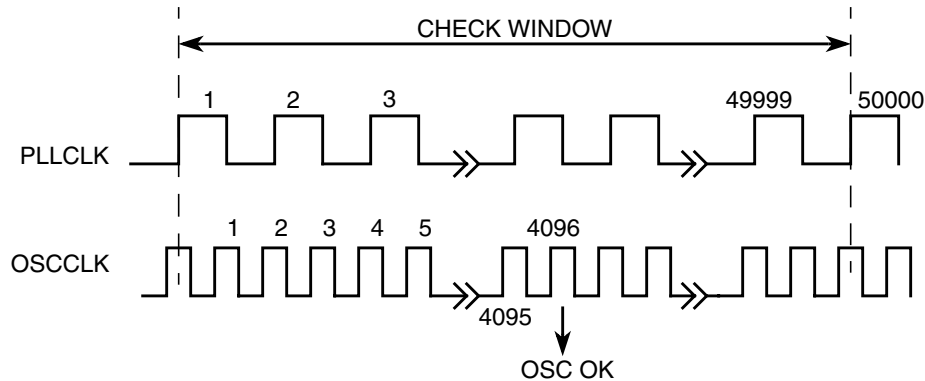 CHECK WINDOW
1 2 3 49999 50000
PLLCLK
1 2 3 4 5 4096
OSCCLK
4095
OSC OK